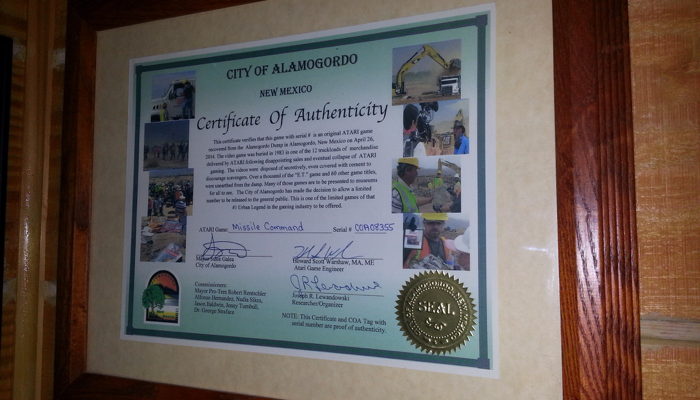 CITY OF ALAMOGORDO
NEW MEXICO
Certificate Of Authenticity
This certificate verifies that this game with serial # is an original ATARI game
recovered from the Alamogordo Dump in Alamogordo, New Mexico on April 26,
2014. The video game was buried in 1983 is one of the 12 truckloads of merchandise
delivered by ATARI following disappointing sales and eventual collapse of ATARI
gaming. The videos were disposed of secretively, even covered with cement to
discourage scavengers. Over a thousand of the "E.T." game and 60 other game titles,
were unearthed from the dump. Many of those games are to be presented to museums
for all to see. The City of Alamogordo has made the decision to allow a limited
number to be released to the general public. This is one of the limited games of that
#1 Urban Legend in the gaming industry to be offered.
ATARI Game: Missile Command Serial # COA08355
Mayor Susie Galea
City of Alamogordo
Howard Scott Warshaw, MA, ME
Atari Game Engineer
Joseph R. Lewandowski
Researcher/Organizer
Commissioners:
Mayor Pro-Tem Robert Rentschler
Alfonso Hernandez, Nadia Sikes,
Jason Baldwin, Jenny Turnbull,
Dr. George Straface
NOTE: This Certificate and COA Tag with
serial number are proof of authenticity.
SEAL